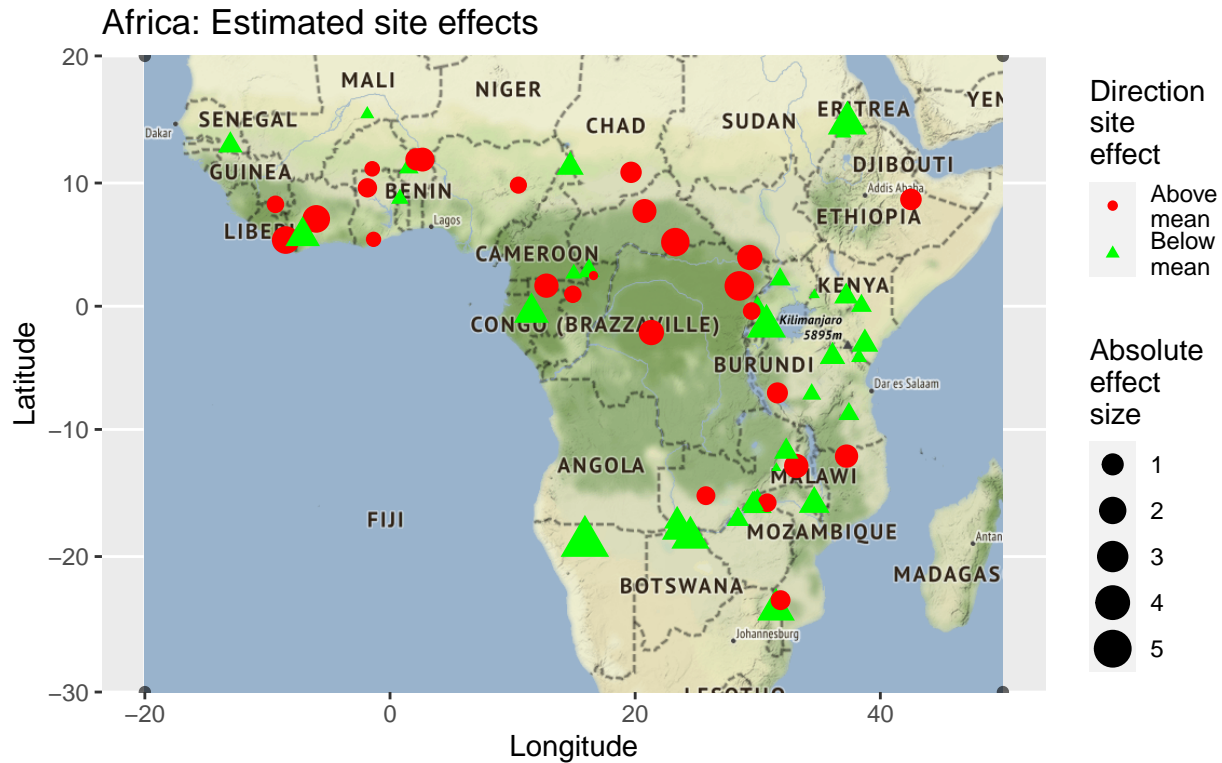 Africa: Estimated site effects
20
10
0
−10
−20
−30
Latitude
−20
0
20
40
Longitude
MALI
NIGER
ERITREA
YEN
SENEGAL
CHAD
SUDAN
Dakar
GUINEA
DJIBOUTI
BENIN
Addis Ababa
Lagos
ETHIOPIA
LIBERI
CAMEROON
KENYA
CONGO (BRAZZAVILLE)
Kilimanjaro
5895m
BURUNDI
Dar es Salaam
ANGOLA
MALAWI
FIJI
MOZAMBIQUE
Antan
MADAGAS
BOTSWANA
Johannesburg
LESOTHO
Direction
site
effect
Above
mean
Below
mean
Absolute
effect
size
1
2
3
4
5